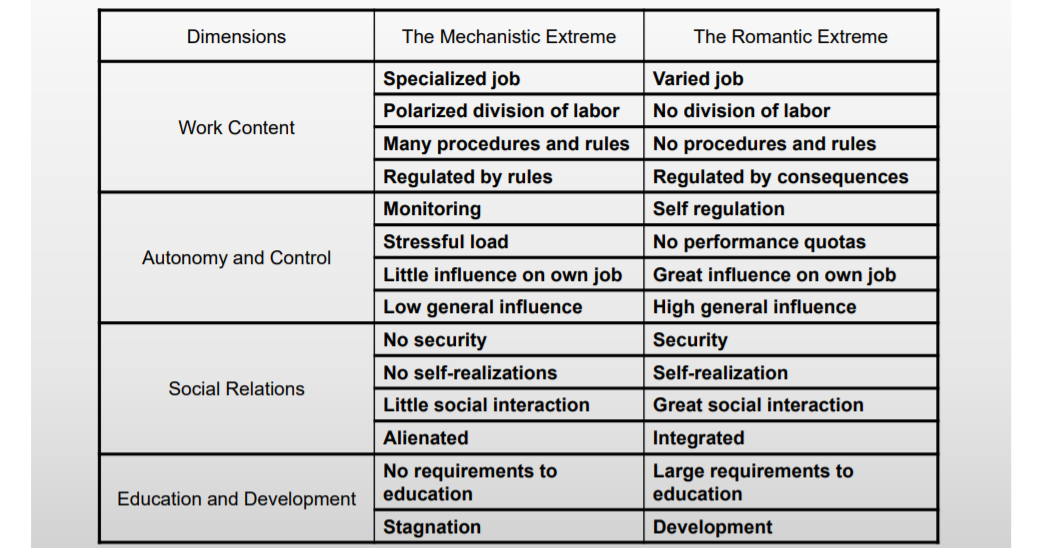 Dimensions
The Mechanistic Extreme
The Romantic Extreme
Work Content
Specialized job
Varied job
Polarized division of labor
No division of labor
Many procedures and rules
No procedures and rules
Regulated by rules
Regulated by consequences
Autonomy and Control
Monitoring
Self regulation
Stressful load
No performance quotas
Little influence on own job
Great influence on own job
Low general influence
High general influence
Social Relations
No security
Security
No self-realizations
Self-realization
Little social interaction
Great social interaction
Alienated
Integrated
Education and Development
No requirements to
education
Large requirements to
education
Stagnation
Development